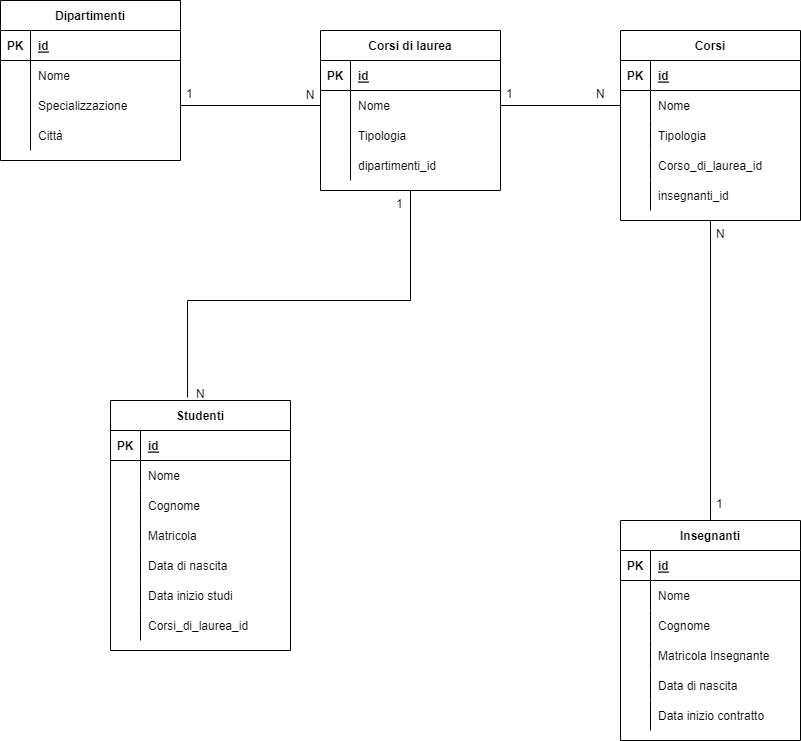 Dipartimenti
PK id
Nome
Specializzazione
Città
1
N
Corsi di laurea
PK id
Nome
Tipologia
dipartimenti_id
1
N
1
Corsi
PK id
Nome
Tipologia
Corso_di_laurea_id
insegnanti_id
N
N
Studenti
PK id
Nome
Cognome
Matricola
Data di nascita
Data inizio studi
Corsi_di_laurea_id
1
Insegnanti
PK id
Nome
Cognome
Matricola Insegnante
Data di nascita
Data inizio contratto